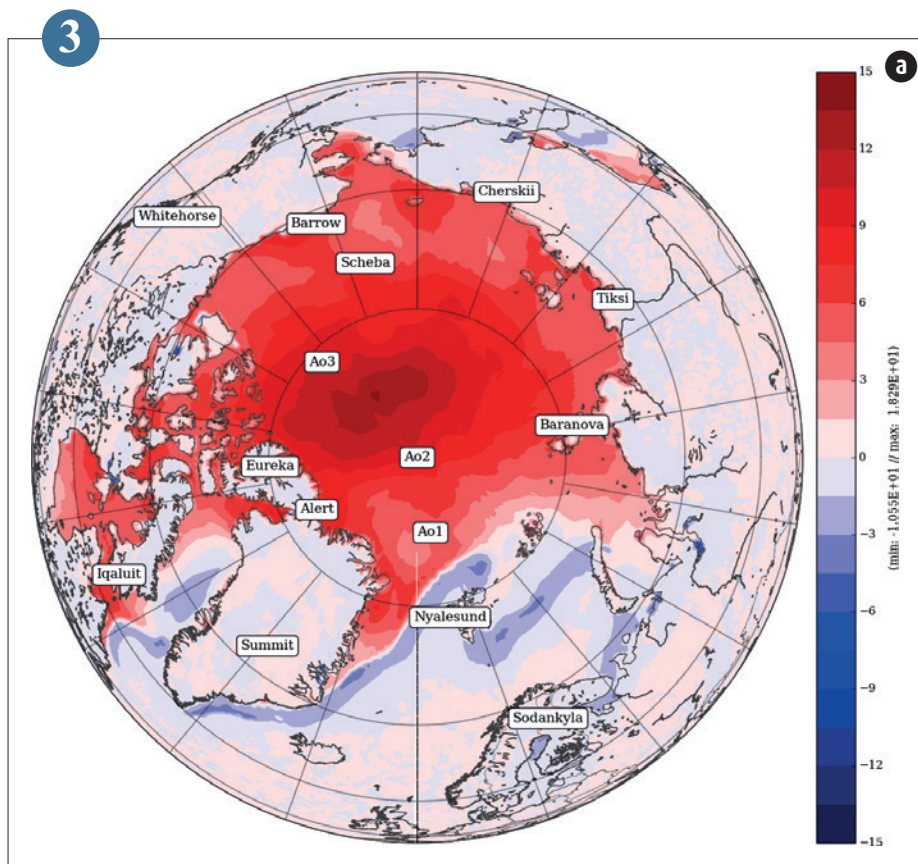 3
a
Whitehorse
Barrow
Scheba
Cherskii
Tiksi
Ao3
Baranova
Ao2
Eureka
Alert
Ao1
Iqaluit
Nyalesund
Summit
Sodankyla
15
12
9
6
3
0
−3
−6
−9
−12
−15
(min: -1.055E+01 // max: 1.829E+01)